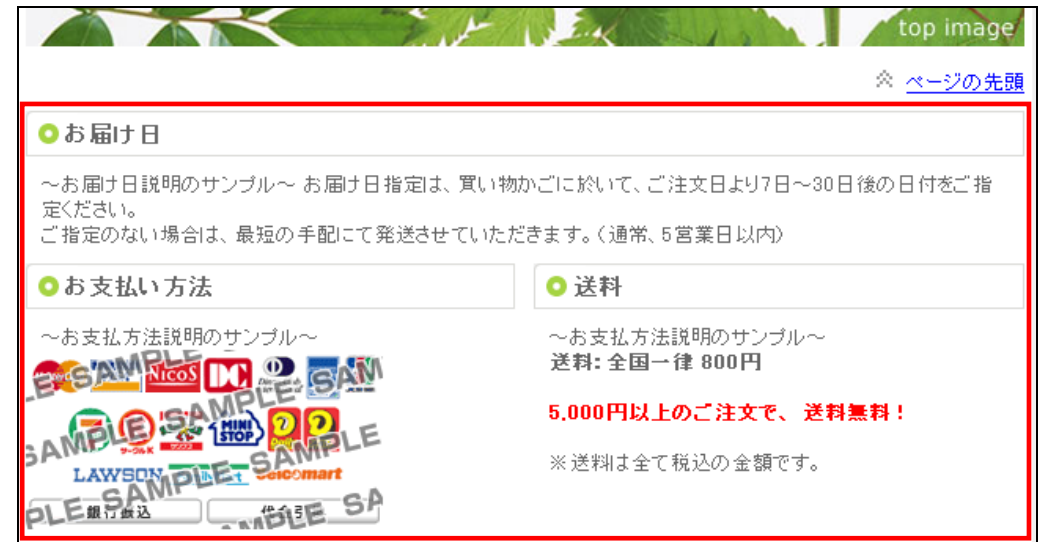 top image
ページの先頭
お届け日
～お届け日説明のサンプル～ お届け日指定は、買い物かごに於いて、ご注文日より7日～30日後の日付をご指
定ください。
ご指定のない場合は、最短の手配にて発送させていただきます。（通常、5営業日以内）
お支払い方法
～お支払方法説明のサンプル～
SAMPLE
NICOS
DC
SAMPLE
MINI
STOP
LAWSON
Seicomart
SAMPLE
銀行振込
SAMPLE
送料
～お支払方法説明のサンプル～
送料: 全国一律 800円
5,000円以上のご注文で、 送料無料！
※送料は全て税込の金額です。